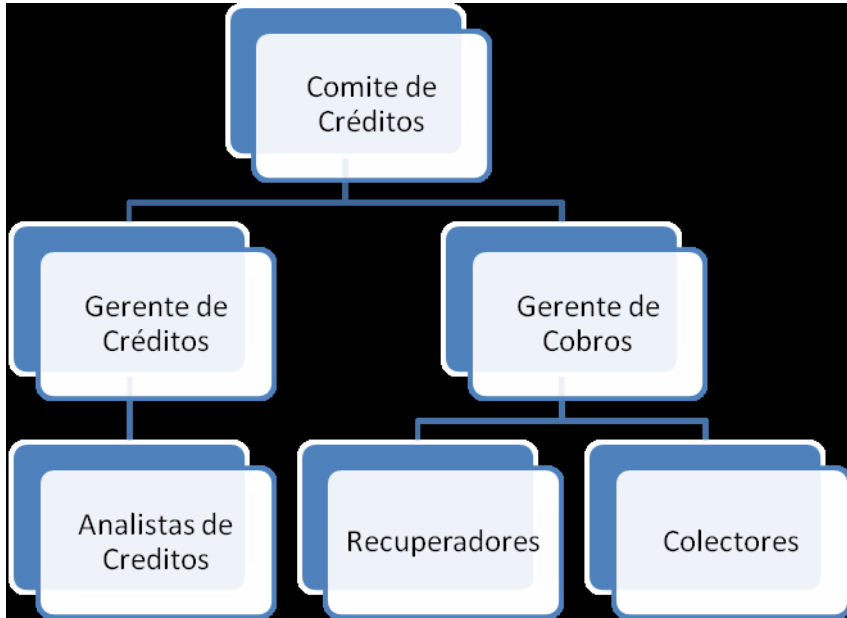 Comite de
Créditos
Gerente de
Créditos
Gerente de
Cobros
Analistas de
Creditos
Recuperadores
Colectores